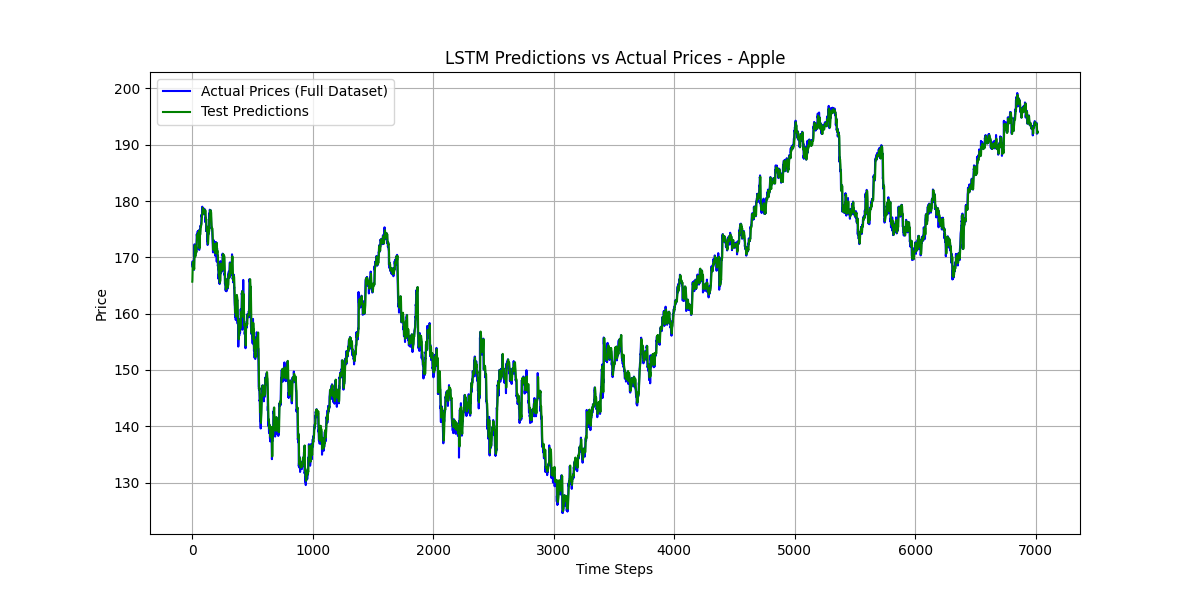 LSTM Predictions vs Actual Prices - Apple
Actual Prices (Full Dataset)
Test Predictions
200
190
180
170
160
150
140
130
Price
0 1000 2000 3000 4000 5000 6000 7000
Time Steps